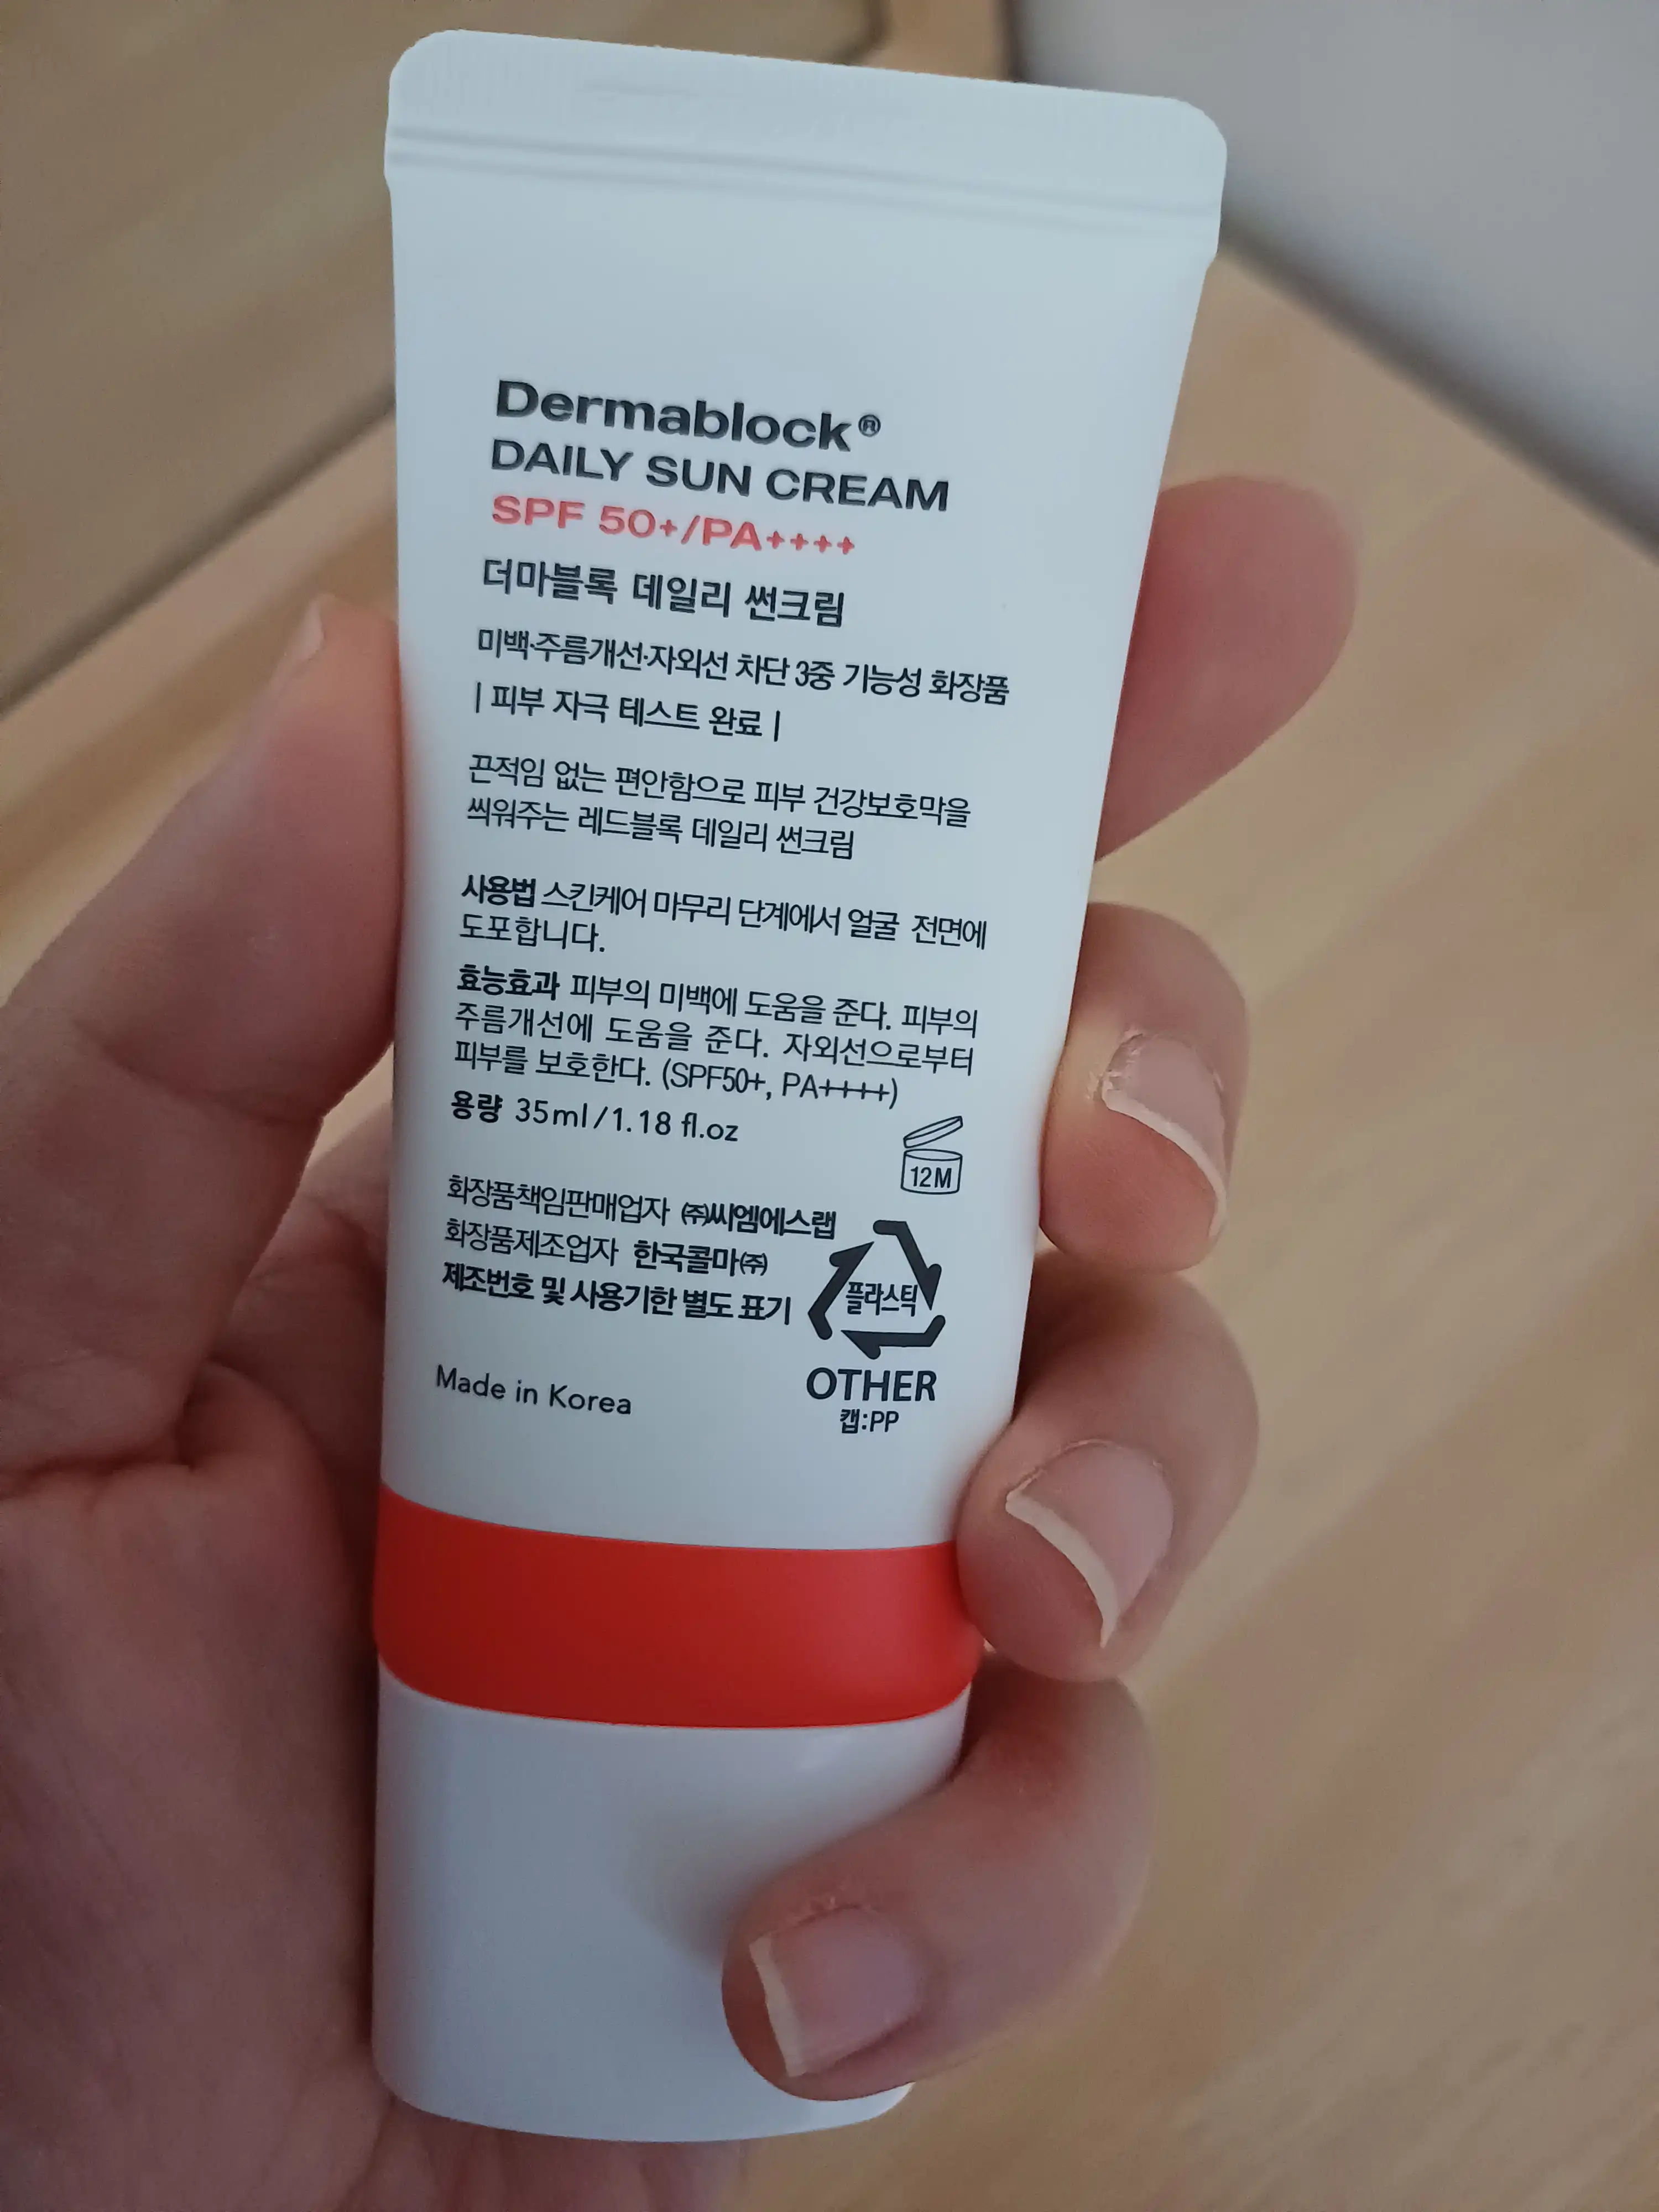 Dermablock®
DAILY SUN CREAM
SPF 50+/PA++++
더마블록 데일리 썬크림
미백·주름개선·자외선 차단 3중 기능성 화장품
| 피부 자극 테스트 완료 |
끈적임 없는 편안함으로 피부 건강보호막을
씌워주는 레드블록 데일리 썬크림
사용법 스킨케어 마무리 단계에서 얼굴 전면에
도포합니다.
효능효과 피부의 미백에 도움을 준다. 피부의
주름개선에 도움을 준다. 자외선으로부터
피부를 보호한다. (SPF50+, PA++++)
용량 35ml/1.18 fl.oz
12M
화장품책임판매업자 ㈜씨엠에스랩
화장품제조업자 한국콜마㈜
제조번호 및 사용기한 별도 표기
플라스틱
OTHER
캡:PP
Made in Korea